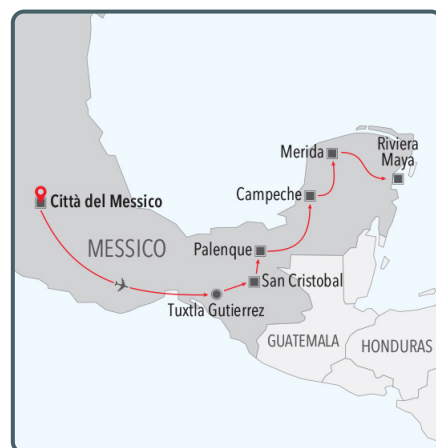 Riviera
Maya
Merida
Campeche
Città del Messico
MESSICO
Palenque
San Cristobal
Tuxtla Gutierrez
GUATEMALA
HONDURAS